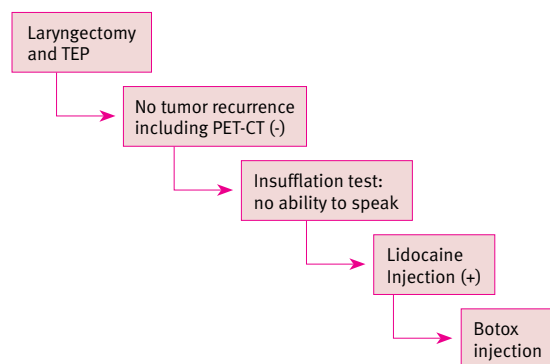 Laryngectomy
and TEP
No tumor recurrence
including PET-CT (-)
Insufflation test:
no ability to speak
Lidocaine
Injection (+)
Botox
injection